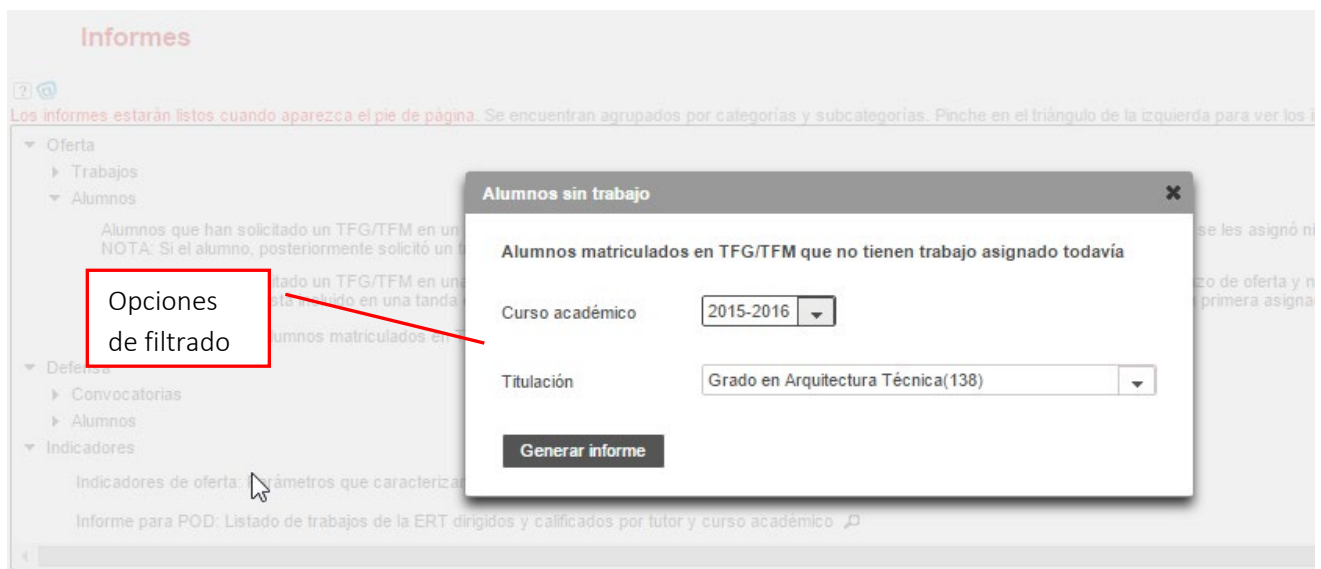 Informes
?
Los informes estarán listos cuando aparezca el pie de página. Se encuentran agrupados por categorías y subcategorías. Pinche en el triángulo de la izquierda para ver los i
Oferta
Trabajos
Alumnos
Alumnos que han solicitado un TFG/TFM en un se les asignó ni
NOTA: Si el alumno, posteriormente solicitó un t
itado un TFG/TFM en una zo de oferta y n
incluido en una tanda primera asigna
lumnos matriculados en T
Defensa
Convocatorias
Alumnos
Indicadores
Indicadores de oferta: Parámetros que caracterizan
Informe para POD: Listado de trabajos de la ERT dirigidos y calificados por tutor y curso académico
Opciones
de filtrado
Alumnos sin trabajo
Alumnos matriculados en TFG/TFM que no tienen trabajo asignado todavía
Curso académico 2015-2016
Titulación Grado en Arquitectura Técnica(138)
Generar informe